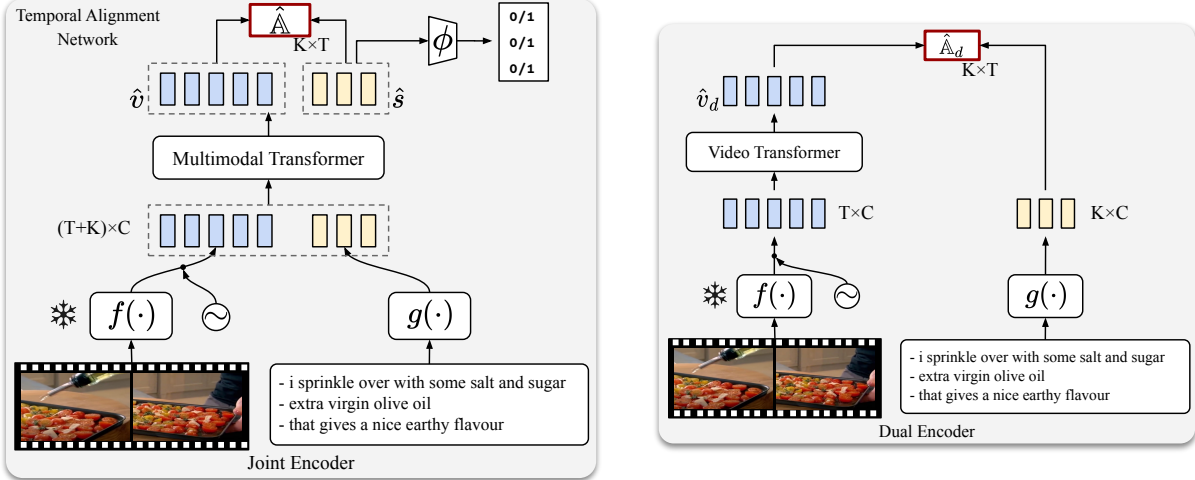 Temporal Alignment
Network
𝔸̂
K×T
ϕ
0/1
0/1
0/1
v̂
ŝ
Multimodal Transformer
(T+K)×C
f(·)
~
g(·)
- i sprinkle over with some salt and sugar
- extra virgin olive oil
- that gives a nice earthy flavour
Joint Encoder
𝔸̂_d
K×T
v̂_d
Video Transformer
T×C
K×C
f(·)
~
g(·)
- i sprinkle over with some salt and sugar
- extra virgin olive oil
- that gives a nice earthy flavour
Dual Encoder